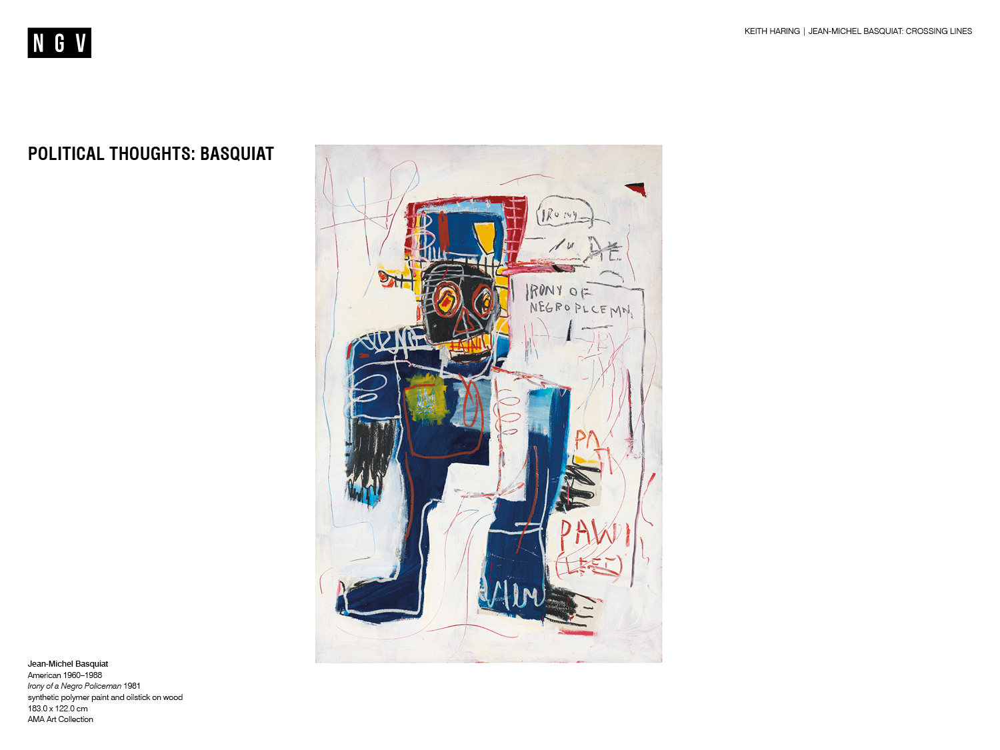 NGV
KEITH HARING | JEAN-MICHEL BASQUIAT: CROSSING LINES
POLITICAL THOUGHTS: BASQUIAT
IRONY
IRONY OF
NEGRO PLCEMN
PA
PAW
(LEFT)
Jean-Michel Basquiat
American 1960–1988
Irony of a Negro Policeman 1981
synthetic polymer paint and oilstick on wood
183.0 x 122.0 cm
AMA Art Collection